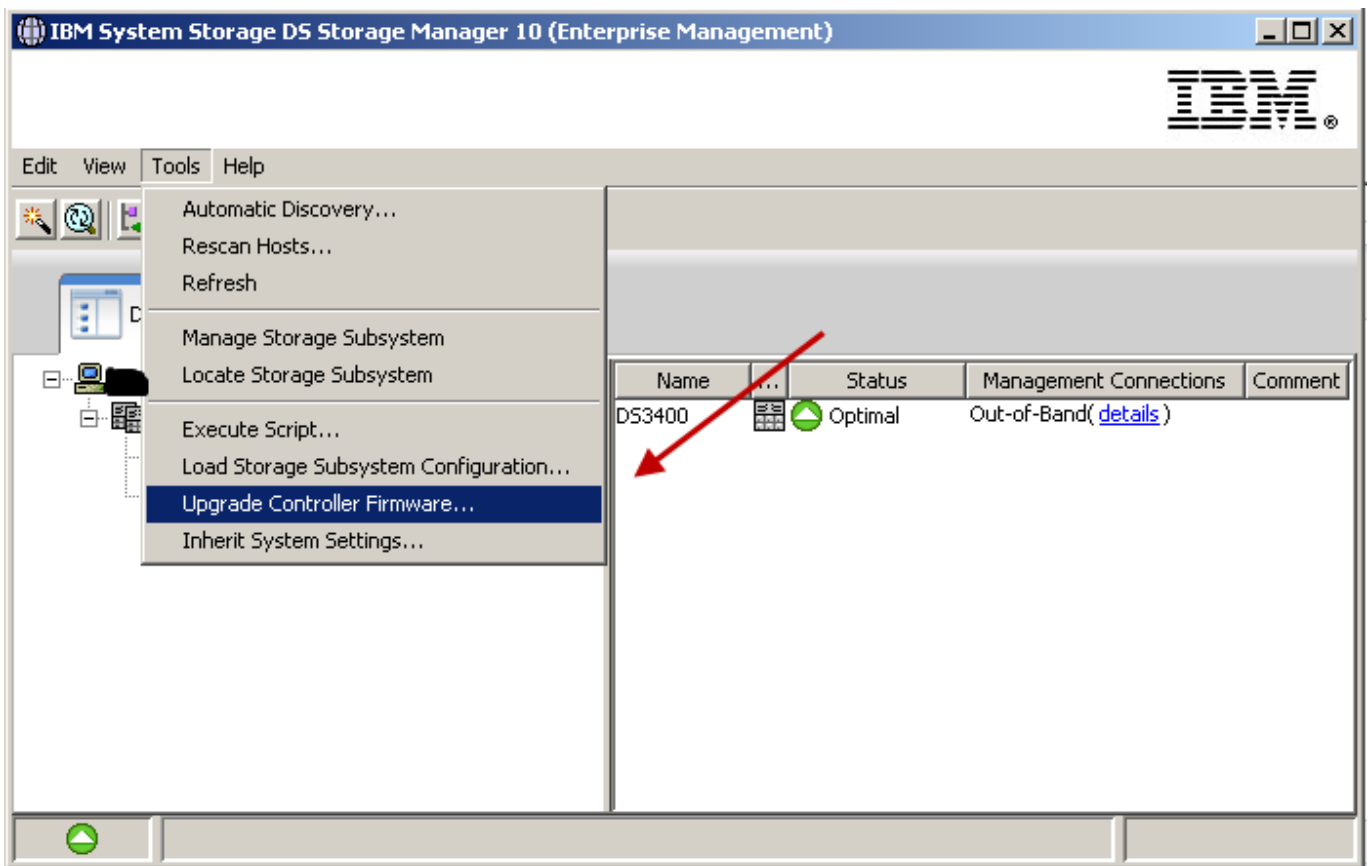 IBM System Storage DS Storage Manager 10 (Enterprise Management)
IBM®
Edit View Tools Help
Automatic Discovery...
Rescan Hosts...
Refresh
D
Manage Storage Subsystem
Locate Storage Subsystem
Name ... Status Management Connections Comment
DS3400 Optimal Out-of-Band( details )
Execute Script...
Load Storage Subsystem Configuration...
Upgrade Controller Firmware...
Inherit System Settings...